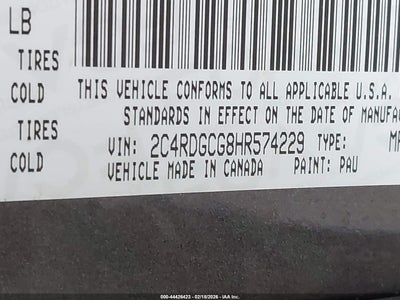 LB
TIRES
COLD THIS VEHICLE CONFORMS TO ALL APPLICABLE U.S.A.
STANDARDS IN EFFECT ON THE DATE OF MANUFAC
TIRES VIN: 2C4RDGCG8HR574229 TYPE: MP
COLD VEHICLE MADE IN CANADA PAINT: PAU
000-44426423 - 02/18/2026 - IAA Inc.